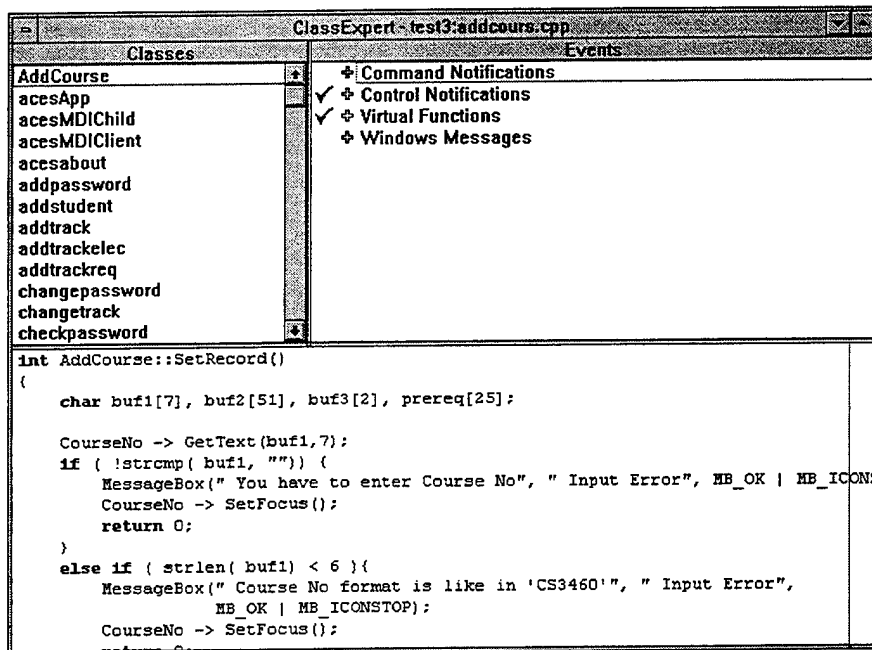 ClassExpert - test3:addcours.cpp
Classes
AddCourse
acesApp
acesMDIChild
acesMDIClient
acesabout
addpassword
addstudent
addtrack
addtrackelec
addtrackreq
changepassword
changetrack
checkpassword
Events
Command Notifications
Control Notifications
Virtual Functions
Windows Messages
int AddCourse::SetRecord()
{
    char buf1[7], buf2[51], buf3[2], prereq[25];
    CourseNo -> GetText(buf1,7);
    if ( !strcmp( buf1, "")) {
        MessageBox(" You have to enter Course No", " Input Error", MB_OK | MB_ICONS
        CourseNo -> SetFocus();
        return 0;
    }
    else if ( strlen( buf1) < 6 ){
        MessageBox(" Course No format is like in 'CS3460'", " Input Error",
                   MB_OK | MB_ICONSTOP);
        CourseNo -> SetFocus();